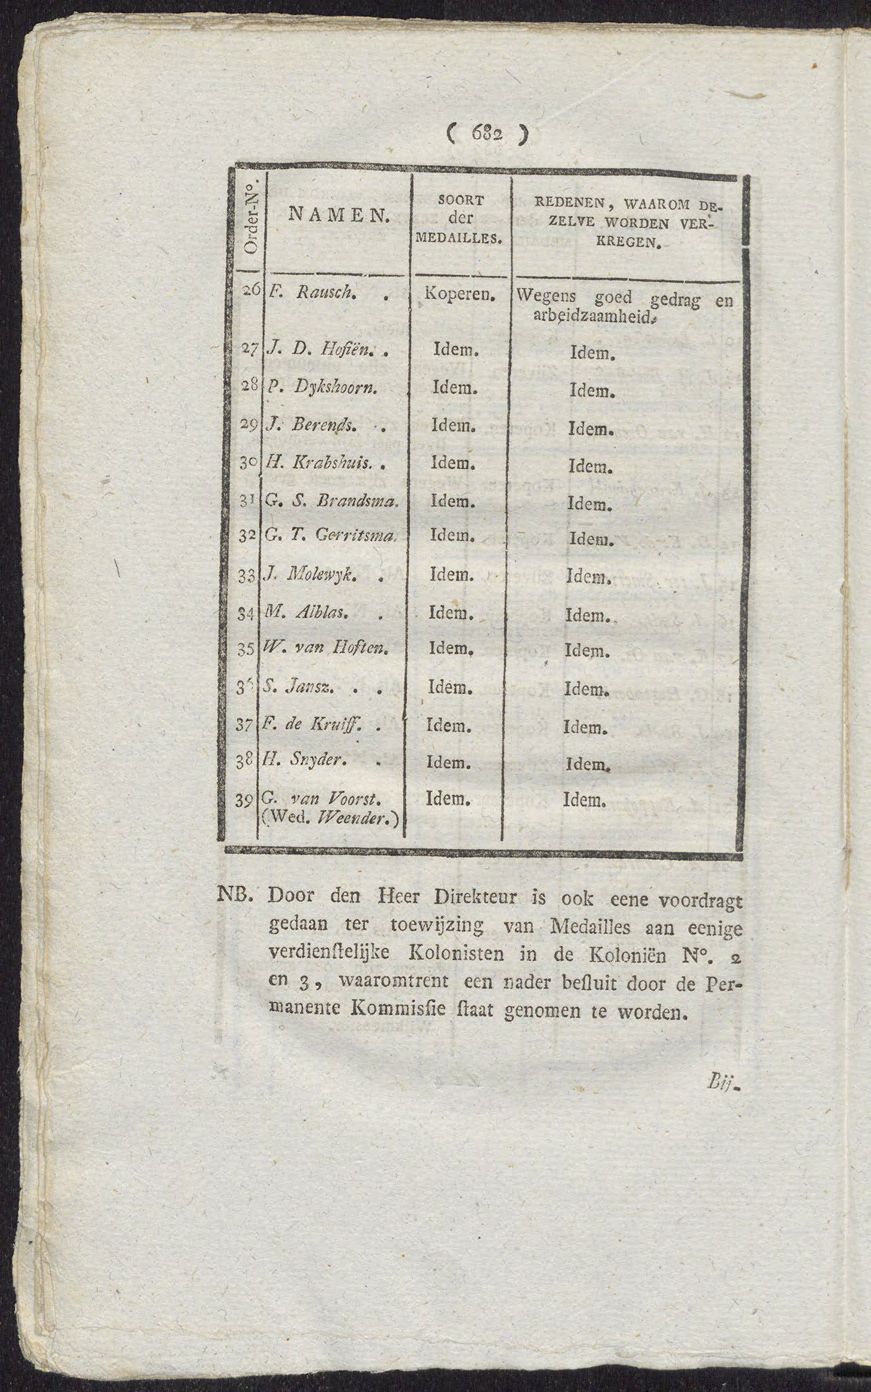 ( 682 )
Order-N°. NAMEN. SOORT der MEDAILLES. REDENEN, WAAROM DEZELVE WORDEN VERKREGEN.
26 F. Rausch. . Koperen. Wegens goed gedrag en
arbeidzaamheid.
27 J. D. Hofiën. . Idem. Idem.
28 P. Dykshoorn. Idem. Idem.
29 J. Berends. . Idem. Idem.
30 H. Krabshuis. . Idem. Idem.
31 G. S. Brandsma. Idem. Idem.
32 G. T. Gerritsma. Idem. Idem.
33 J. Molewyk. . Idem. Idem.
34 M. Alblas. . Idem. Idem.
35 W. van Hoften. Idem. Idem.
36 S. Jansz. . . Idem. Idem.
37 F. de Kruiff. . Idem. Idem.
38 H. Snyder. . Idem. Idem.
39 G. van Voorst. Idem. Idem.
(Wed. Weender.)
NB. Door den Heer Direkteur is ook eene voordragt
gedaan ter toewijzing van Medailles aan eenige
verdienſtelijke Kolonisten in de Koloniën N°. 2
en 3, waaromtrent een nader beſluit door de Per-
manente Kommisſie ſtaat genomen te worden.
Bij-